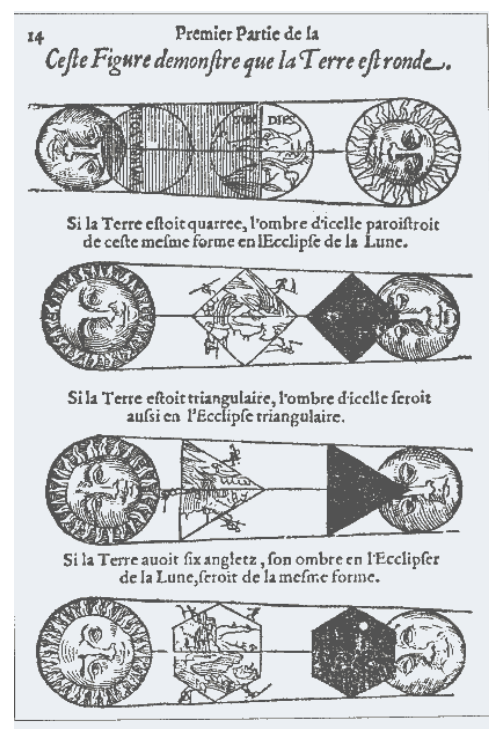 14 Premier Partie de la
Ceſte Figure demonſtre que la Terre eſt ronde.
DIES
Si la Terre eſtoit quarree, l'ombre d'icelle paroiſtroit
de ceſte meſme forme en lEcclipſe de la Lune.
Si la Terre eſtoit triangulaire, l'ombre d'icelle ſeroit
auſſi en l'Ecclipſe triangulaire.
Si la Terre auoit ſix angletz, ſon ombre en l'Ecclipſer
de la Lune, ſeroit de la meſme forme.